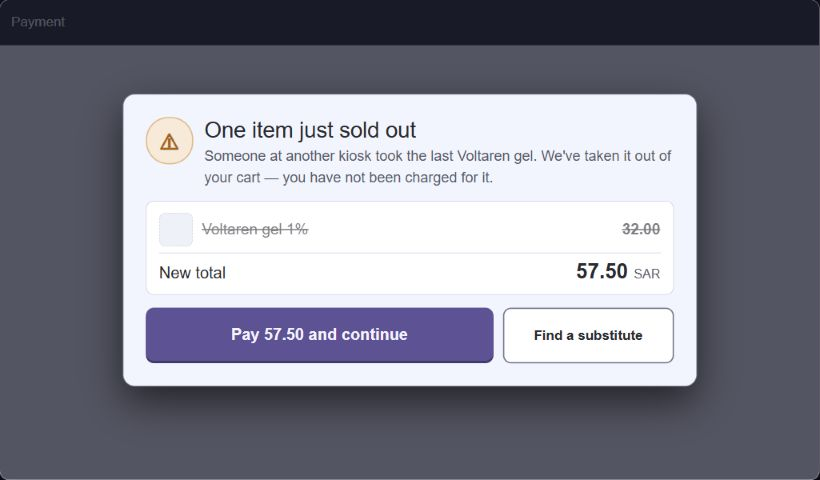 Payment
One item just sold out
Someone at another kiosk took the last Voltaren gel. We've taken it out of
your cart — you have not been charged for it.
Voltaren gel 1% 32.00
New total 57.50 SAR
Pay 57.50 and continue Find a substitute